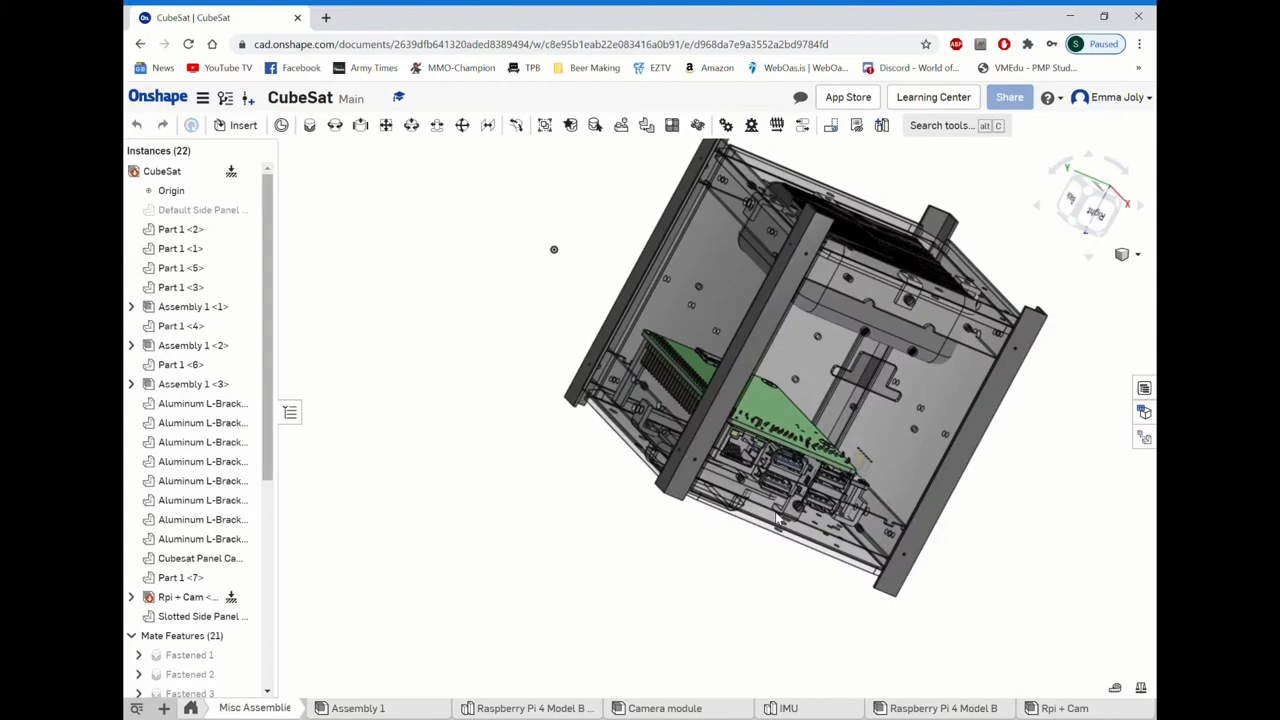 CubeSat | CubeSat
cad.onshape.com/documents/2639dfb641320aded8389494/w/c8e95b1eab22e083416a0b91/e/d968da7e9a3552a2bd9784fd
ABP
S Paused
News YouTube TV Facebook Army Times MMO-Champion TPB Beer Making EZTV Amazon WebOas.is | WebOa... Discord - World of... VMEdu - PMP Stud... »
Onshape CubeSat Main App Store Learning Center Share Emma Joly
Insert Search tools... alt C
Instances (22)
CubeSat
Origin
Default Side Panel ...
Part 1 <2>
Part 1 <1>
Part 1 <5>
Part 1 <3>
Assembly 1 <1>
Part 1 <4>
Assembly 1 <2>
Part 1 <6>
Assembly 1 <3>
Aluminum L-Brack...
Aluminum L-Brack...
Aluminum L-Brack...
Aluminum L-Brack...
Aluminum L-Brack...
Aluminum L-Brack...
Aluminum L-Brack...
Aluminum L-Brack...
Cubesat Panel Ca...
Part 1 <7>
Rpi + Cam <...
Slotted Side Panel ...
Mate Features (21)
Fastened 1
Fastened 2
Fastened 3
Y
X
Z
Right
Misc Assemblie Assembly 1 Raspberry Pi 4 Model B ... Camera module IMU Raspberry Pi 4 Model B Rpi + Cam